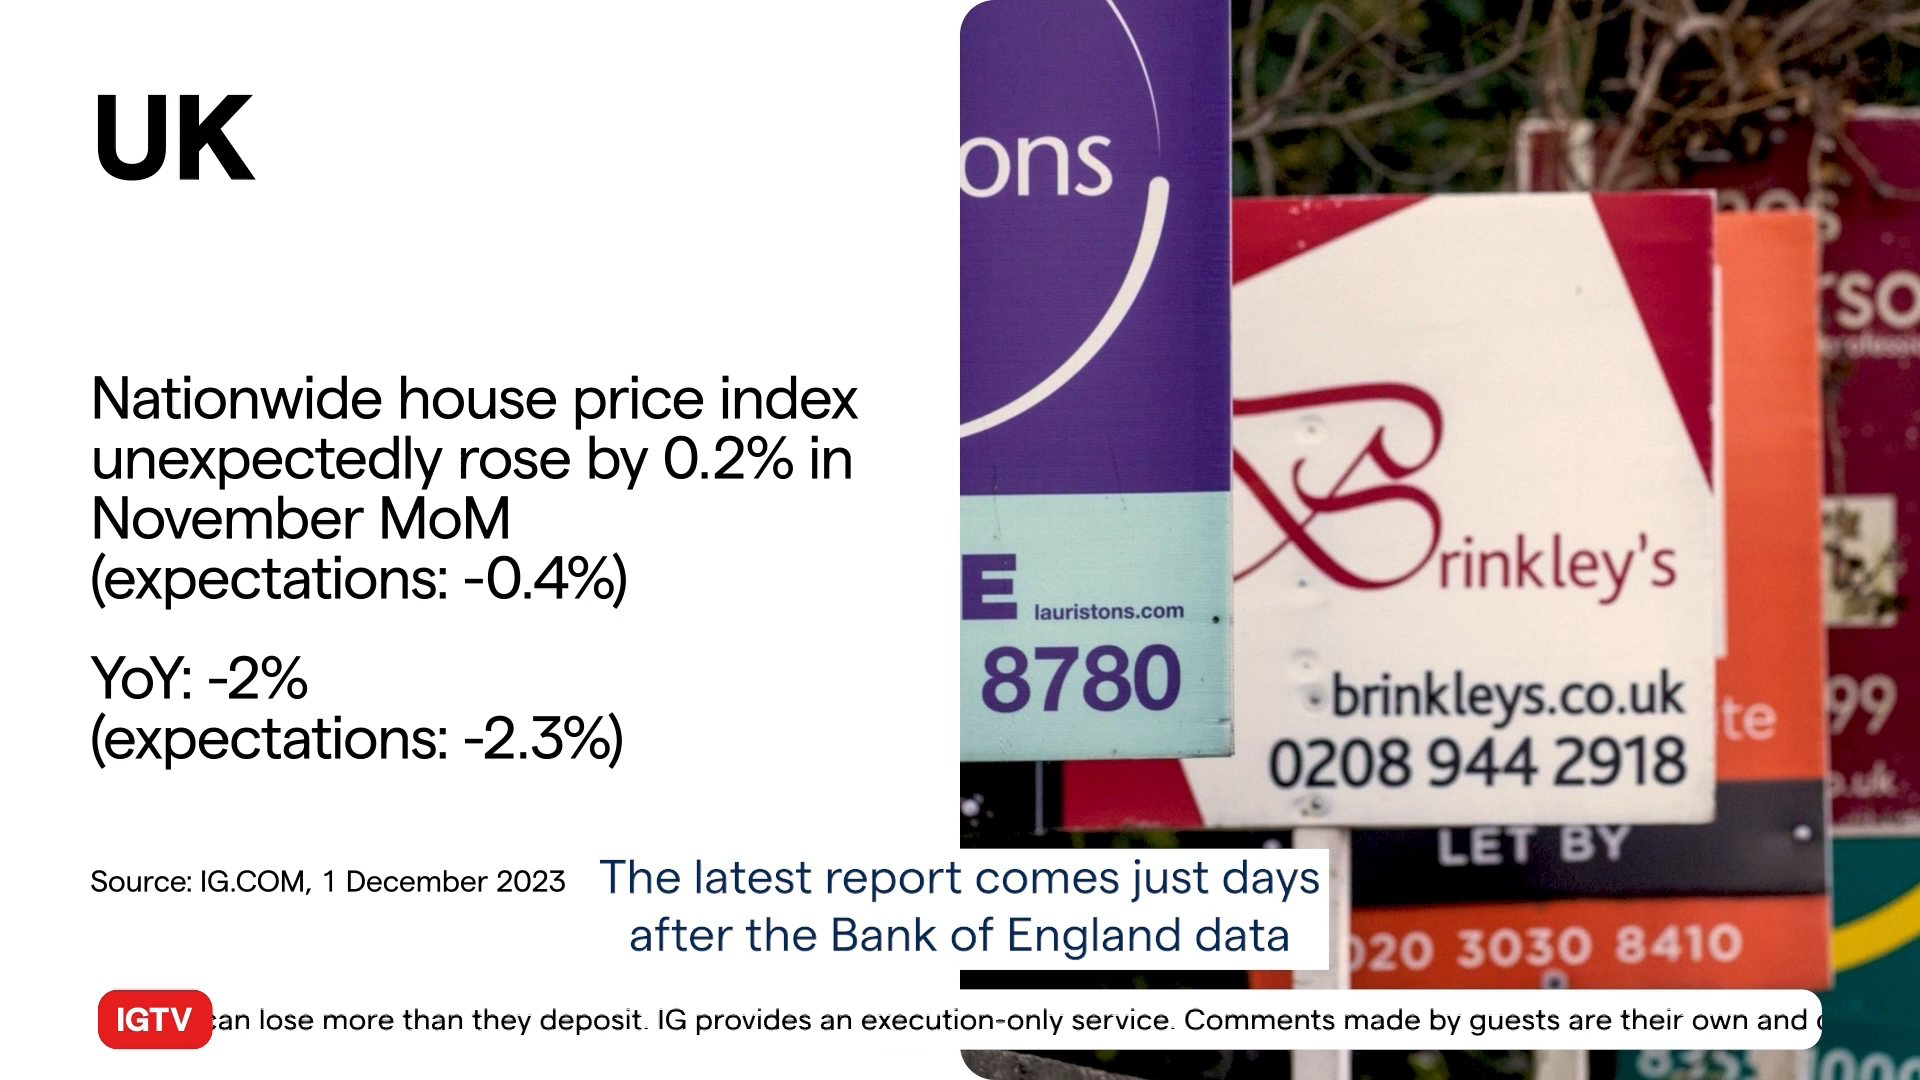 UK
Nationwide house price index
unexpectedly rose by 0.2% in
November MoM
(expectations: -0.4%)
YoY: -2%
(expectations: -2.3%)
Source: IG.COM, 1 December 2023
The latest report comes just days
after the Bank of England data
IGTV
can lose more than they deposit. IG provides an execution-only service. Comments made by guests are their own and
ons
E
lauristons.com
8780
Brinkley's
brinkleys.co.uk
0208 944 2918
LET BY
020 3030 8410
te
rso
99
o.uk